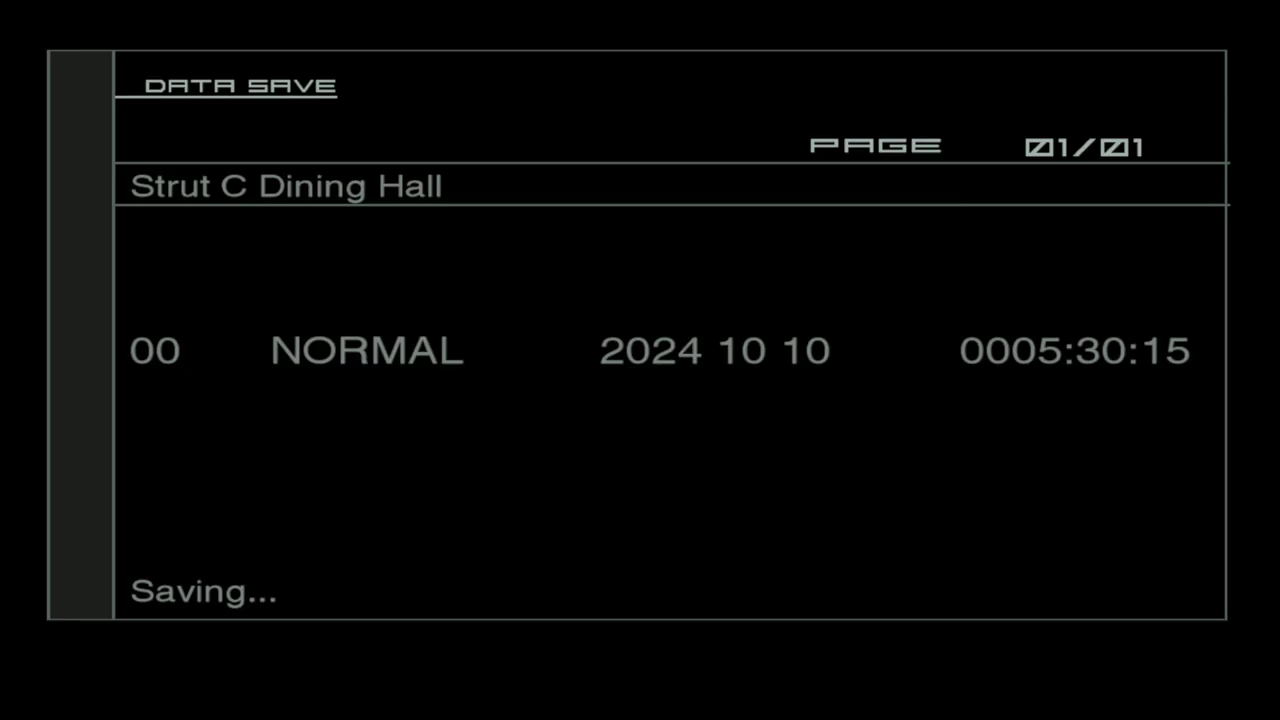 DATA SAVE
PAGE 01/01
Strut C Dining Hall
00 NORMAL 2024 10 10 0005:30:15
Saving...